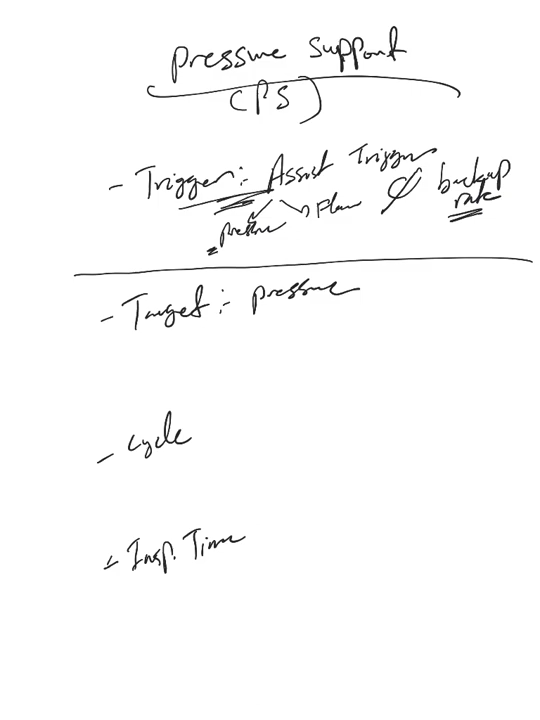 Pressure Support
(PS)
- Trigger:- Assist Trigger ∅ backup rate
pressure Flow
- Target:- pressure
- Cycle
- Insp. Time